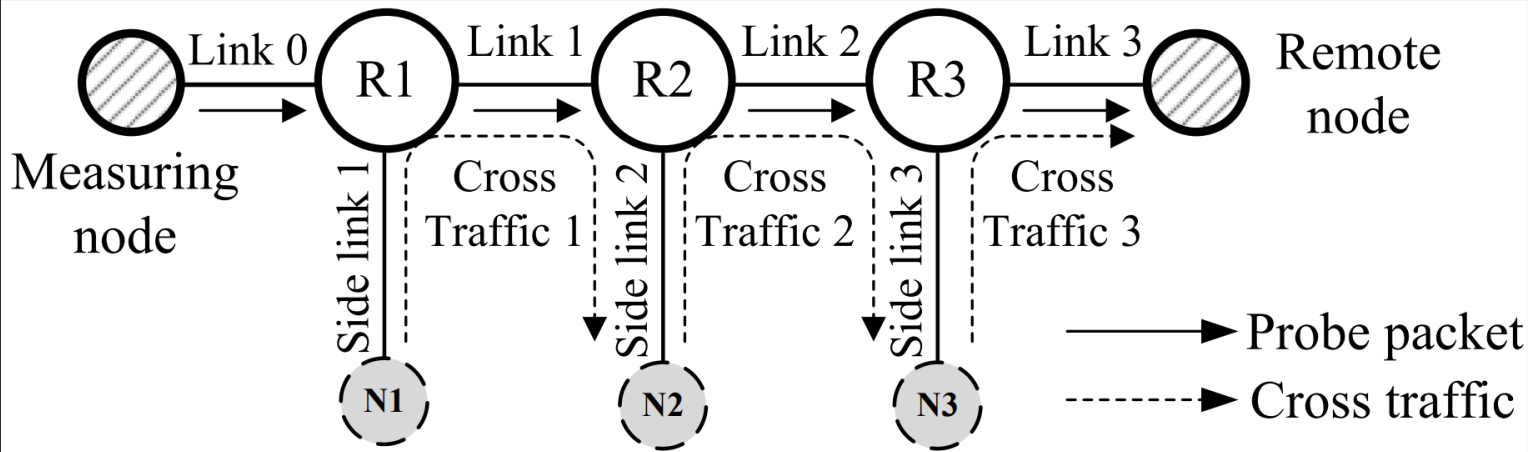 Link 0
Link 1
Link 2
Link 3
R1
R2
R3
Remote
node
Measuring
node
Side link 1
Cross
Traffic 1
Side link 2
Cross
Traffic 2
Side link 3
Cross
Traffic 3
N1
N2
N3
Probe packet
Cross traffic